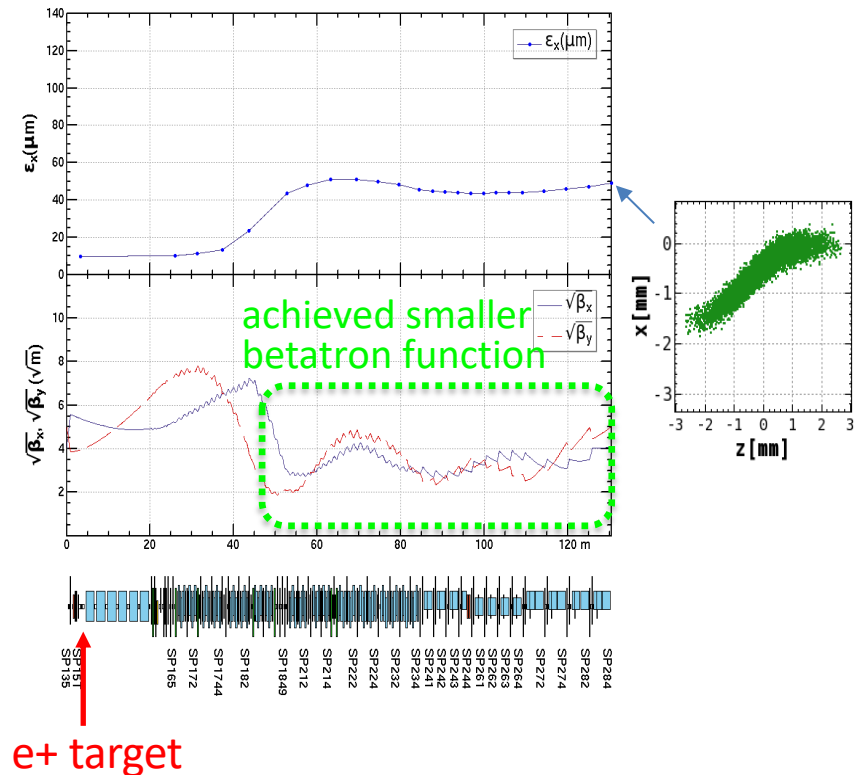 140
120
100
80
60
40
20
0
εx(μm)
εx(μm)
achieved smaller
betatron function
√βx
√βy
10
8
6
4
2
√βx, √βy (√m)
0 20 40 60 80 100 120 m
0
-1
-2
-3
x[mm]
-3 -2 -1 0 1 2 3
z[mm]
SP135
SP151
SP165
SP172
SP1744
SP182
SP1849
SP212
SP214
SP222
SP224
SP232
SP234
SP241
SP242
SP243
SP244
SP261
SP262
SP263
SP264
SP272
SP274
SP282
SP284
e+ target